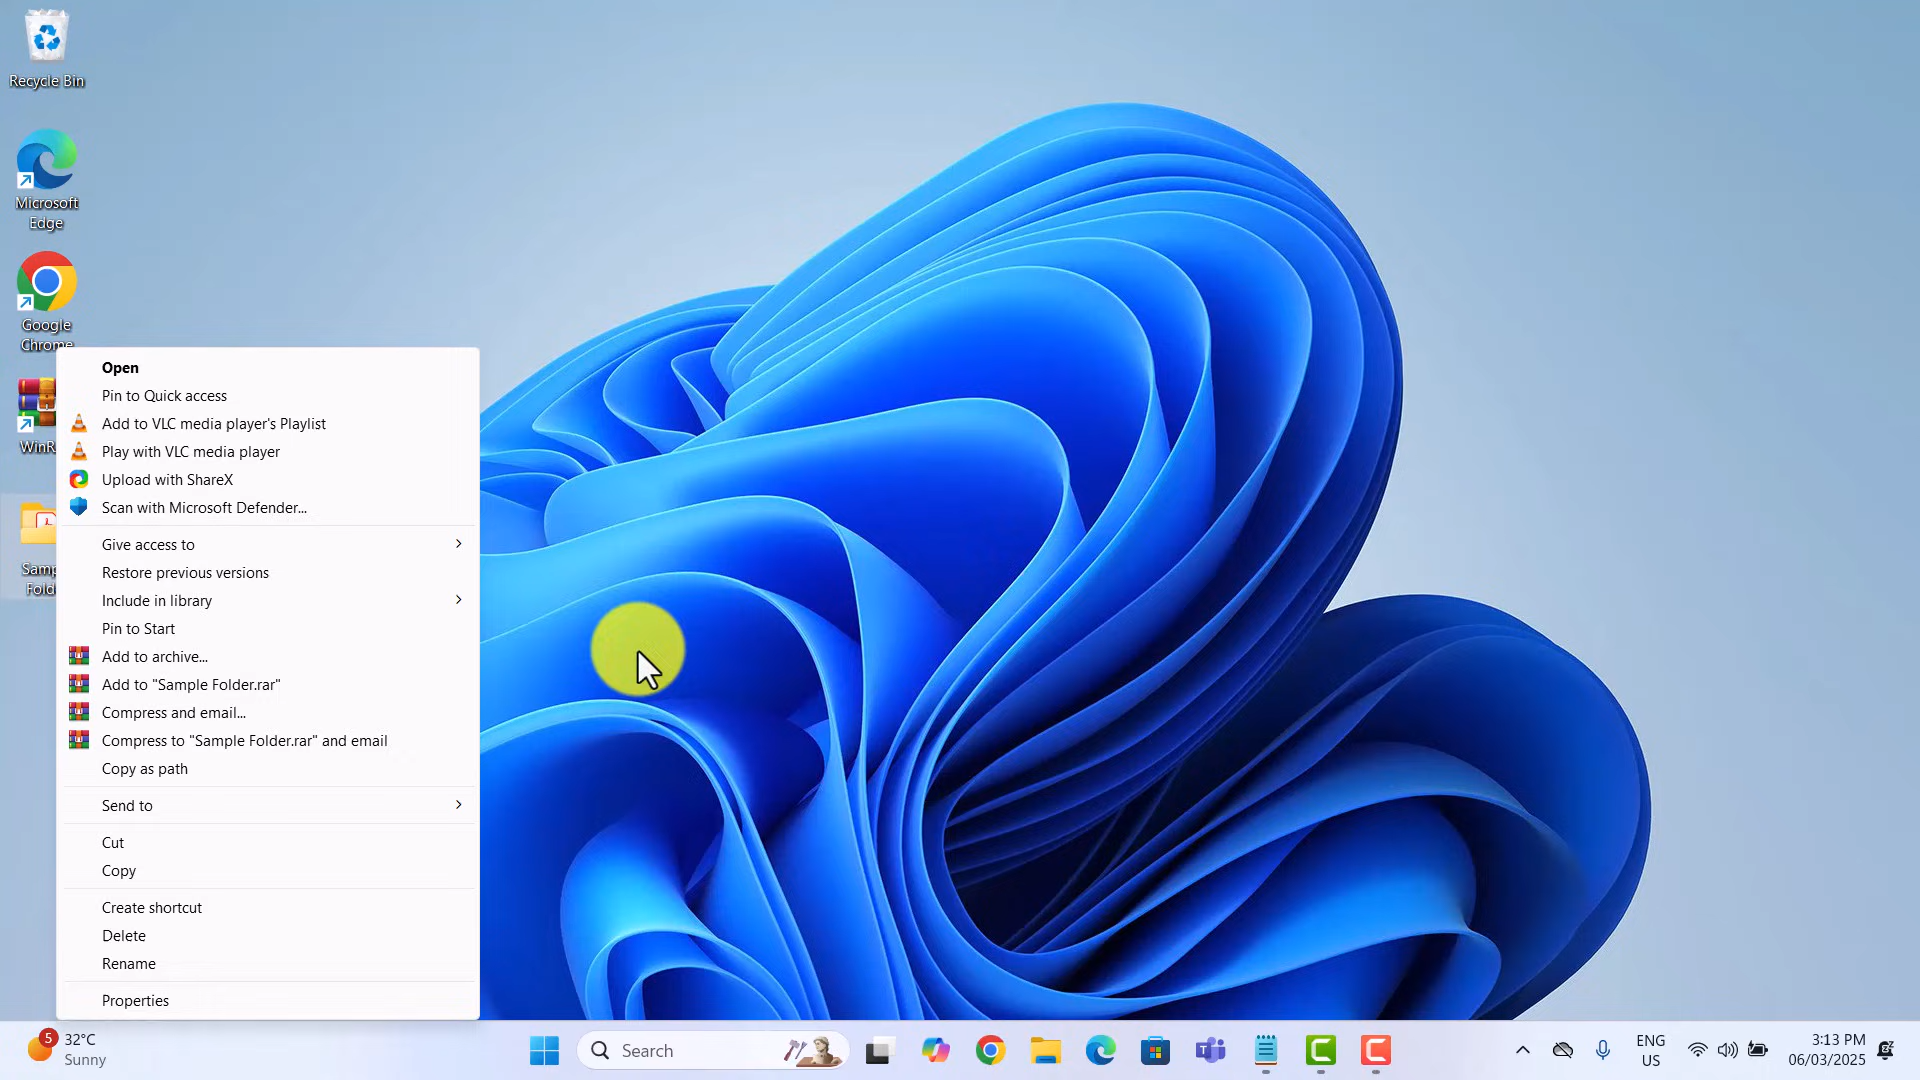 Recycle Bin
Microsoft
Edge
Google
Chrome
WinR
Samp
Fold
Open
Pin to Quick access
Add to VLC media player's Playlist
Play with VLC media player
Upload with ShareX
Scan with Microsoft Defender...
Give access to
Restore previous versions
Include in library
Pin to Start
Add to archive...
Add to "Sample Folder.rar"
Compress and email...
Compress to "Sample Folder.rar" and email
Copy as path
Send to
Cut
Copy
Create shortcut
Delete
Rename
Properties
5
32°C
Sunny
Search
ENG
US
3:13 PM
06/03/2025